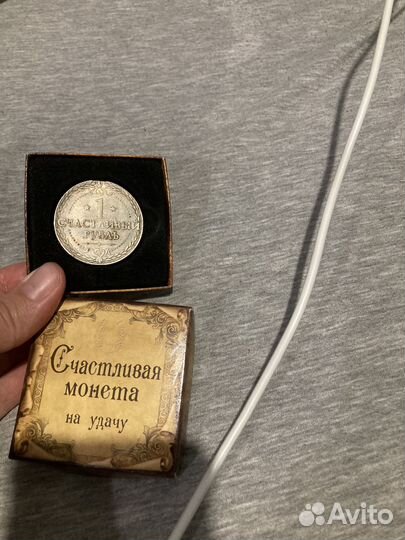 1
СЧАСТЛИВЫЙ
РУБЛЬ
Счастливая
монета
на удачу
Avito